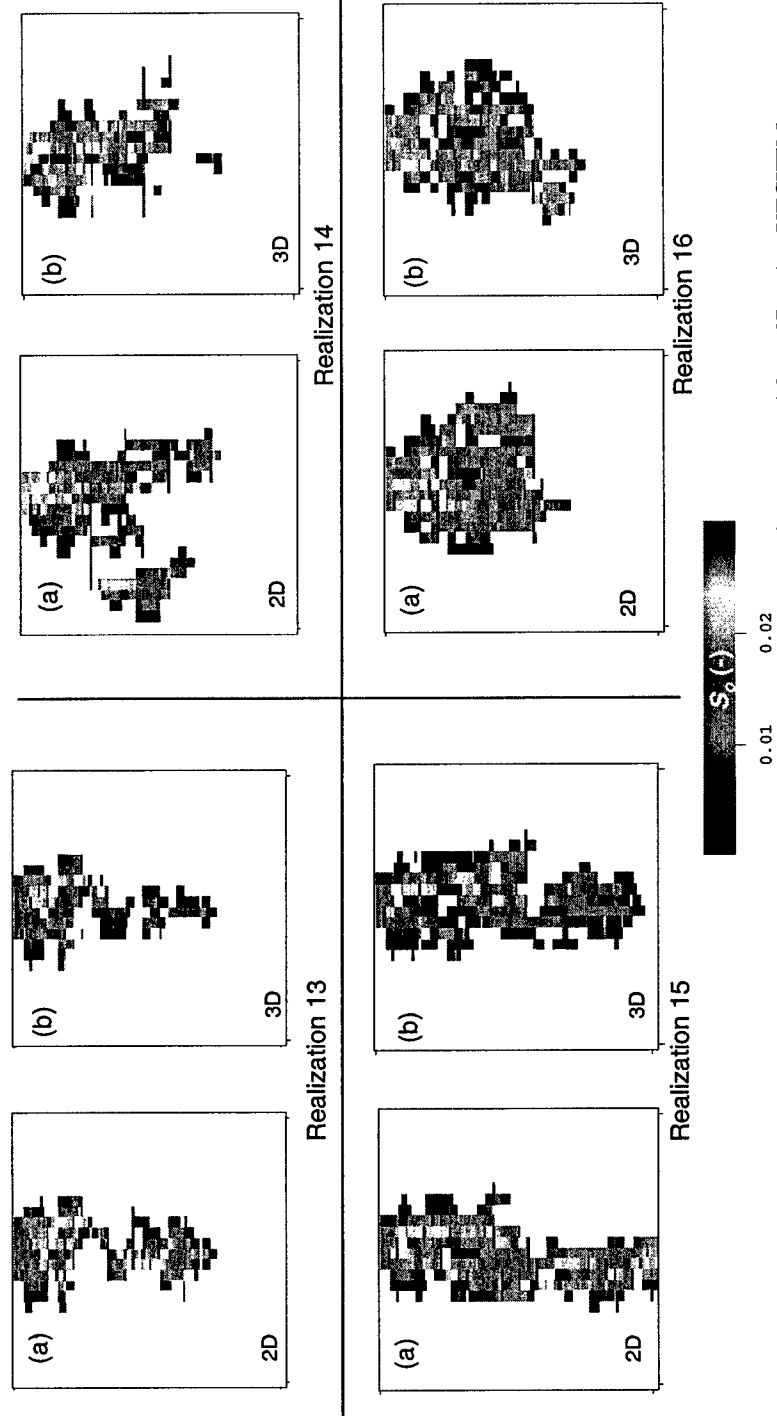 (a)
(b)
2D
3D
Realization 13
(a)
(b)
2D
3D
Realization 14
(a)
(b)
2D
3D
Realization 15
(a)
(b)
2D
3D
Realization 16
Sₒ (-)
0.01 0.02